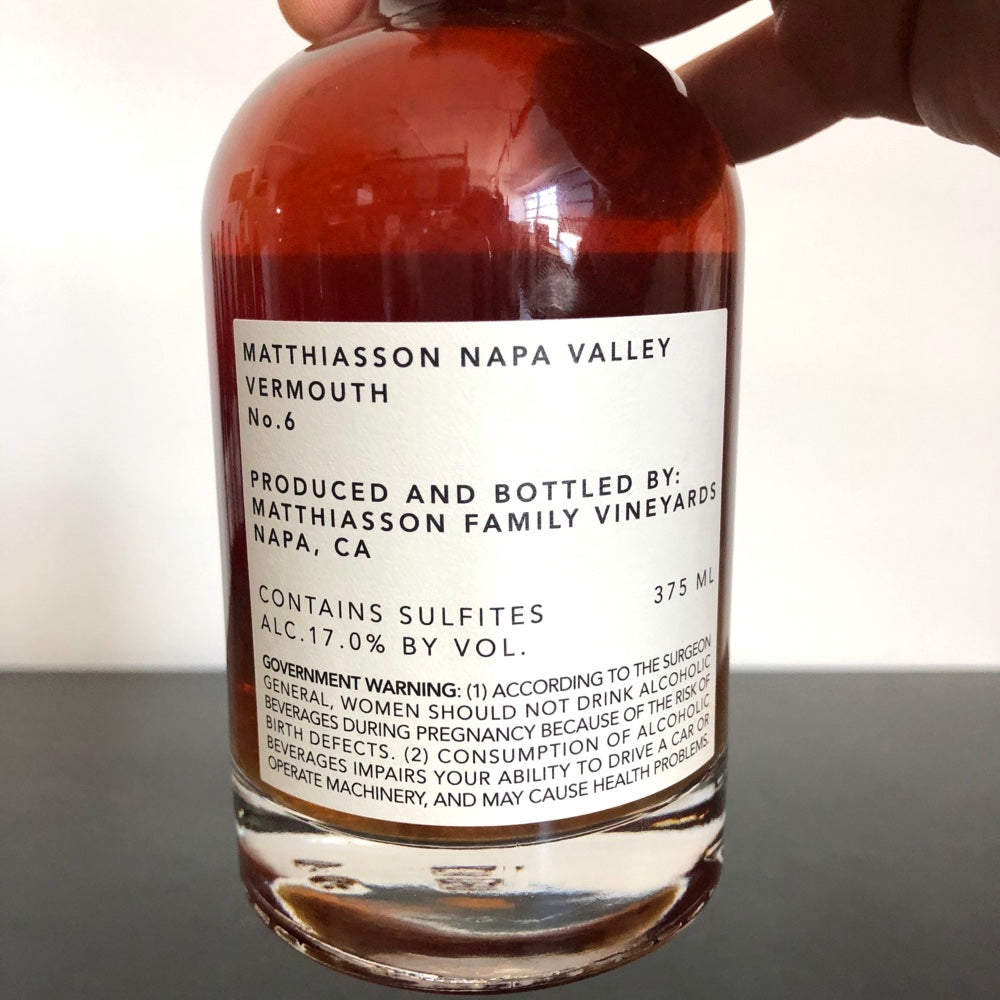 MATTHIASSON NAPA VALLEY
VERMOUTH
No.6
PRODUCED AND BOTTLED BY:
MATTHIASSON FAMILY VINEYARDS
NAPA, CA
375 ML
CONTAINS SULFITES
ALC.17.0% BY VOL.
GOVERNMENT WARNING: (1) ACCORDING TO THE SURGEON
GENERAL, WOMEN SHOULD NOT DRINK ALCOHOLIC
BEVERAGES DURING PREGNANCY BECAUSE OF THE RISK OF
BIRTH DEFECTS. (2) CONSUMPTION OF ALCOHOLIC
BEVERAGES IMPAIRS YOUR ABILITY TO DRIVE A CAR OR
OPERATE MACHINERY, AND MAY CAUSE HEALTH PROBLEMS.